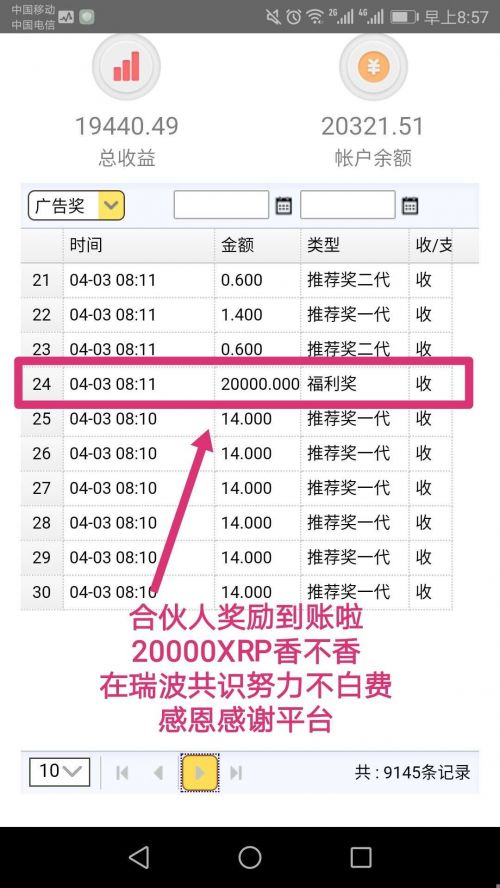 中国移动
中国电信
2G 4G 早上8:57
19440.49 20321.51
总收益 帐户余额
广告奖
时间 金额 类型 收/支
21 04-03 08:11 0.600 推荐奖二代 收
22 04-03 08:11 1.400 推荐奖一代 收
23 04-03 08:11 0.600 推荐奖二代 收
24 04-03 08:11 20000.000 福利奖 收
25 04-03 08:10 14.000 推荐奖一代 收
26 04-03 08:10 14.000 推荐奖一代 收
27 04-03 08:10 14.000 推荐奖一代 收
28 04-03 08:10 14.000 推荐奖一代 收
29 04-03 08:10 14.000 推荐奖一代 收
30 04-03 08:10 14.000 推荐奖一代 收
合伙人奖励到账啦
20000XRP香不香
在瑞波共识努力不白费
感恩感谢平台
10 共 : 9145条记录